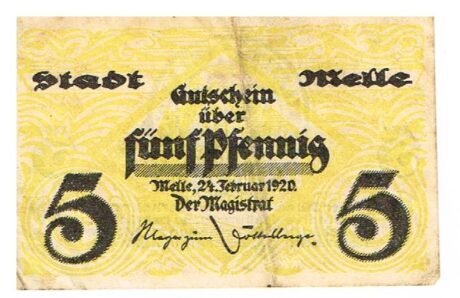 Stadt Melle
Gutschein
über
fünf Pfennig
Melle, 24. Februar 1920.
Der Magistrat
5 5